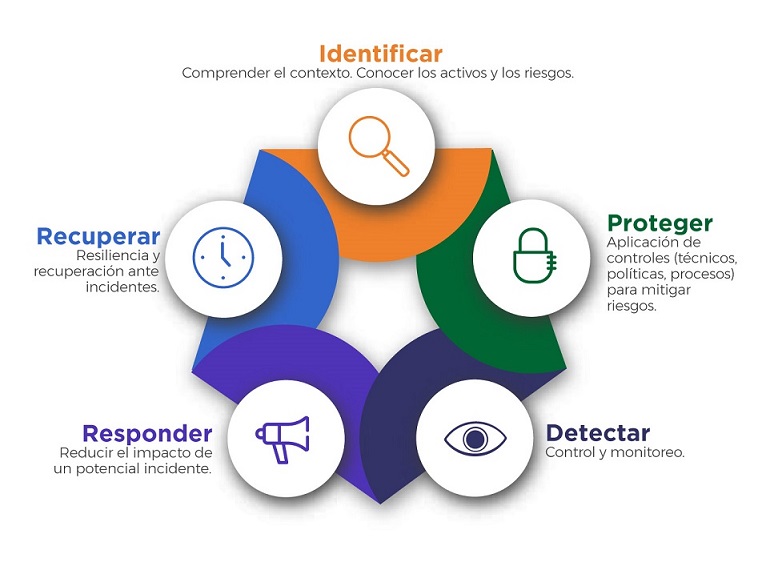 Identificar
Comprender el contexto. Conocer los activos y los riesgos.
Proteger
Aplicación de
controles (técnicos,
políticas, procesos)
para mitigar
riesgos.
Detectar
Control y monitoreo.
Responder
Reducir el impacto de
un potencial incidente.
Recuperar
Resiliencia y
recuperación ante
incidentes.